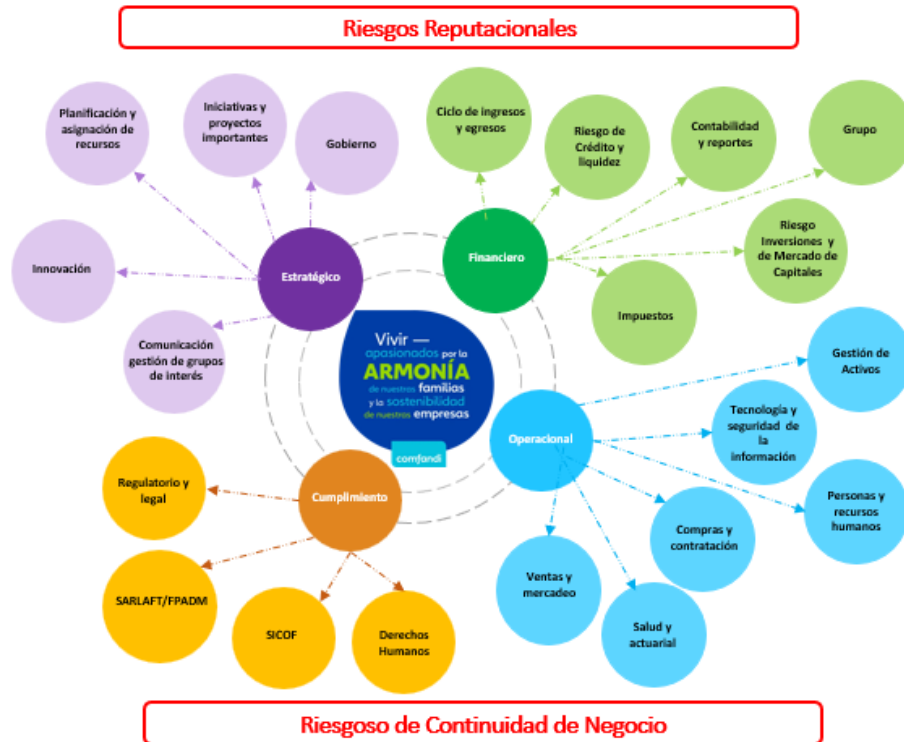 Riesgos Reputacionales
Planificación y
asignación de
recursos
Iniciativas y
proyectos
importantes
Gobierno
Innovación
Comunicación
gestión de grupos
de interés
Estratégico
Ciclo de ingresos
y egresos
Riesgo de
Crédito y
liquidez
Contabilidad
y reportes
Grupo
Riesgo
Inversiones y
de Mercado de
Capitales
Impuestos
Financiero
Vivir —
apasionados por la
ARMONÍA
de nuestras familias
y la sostenibilidad
de nuestras empresas
comfandi
Operacional
Gestión de
Activos
Tecnología y
seguridad de
la
información
Personas y
recursos
humanos
Compras y
contratación
Salud y
actuarial
Ventas y
mercadeo
Cumplimiento
Regulatorio y
legal
SARLAFT/FPADM
SICOF
Derechos
Humanos
Riesgoso de Continuidad de Negocio